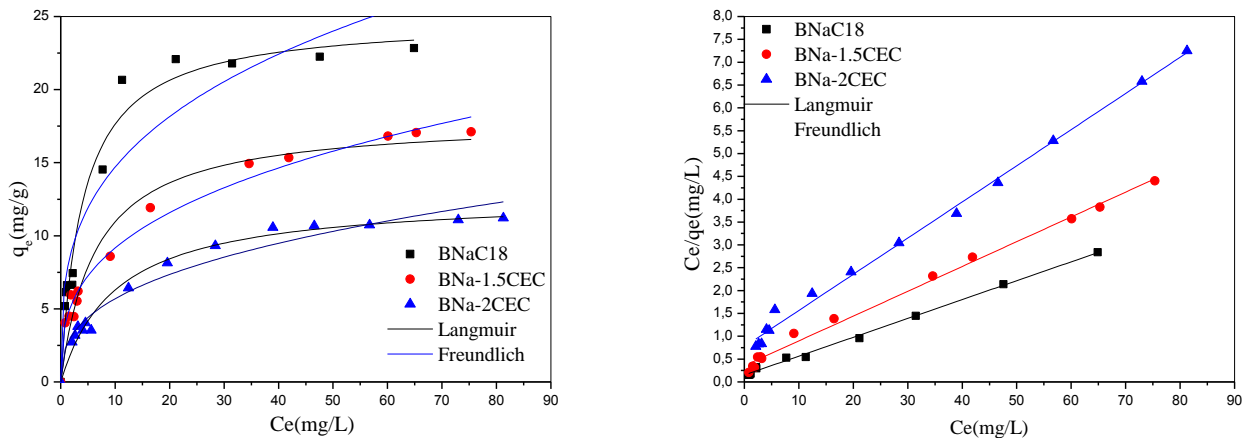 25
20
15
10
5
0
q_e(mg/g)
BNaC18
BNa-1.5CEC
BNa-2CEC
Langmuir
Freundlich
0 10 20 30 40 50 60 70 80 90
Ce(mg/L)
8,0
7,5
7,0
6,5
6,0
5,5
5,0
4,5
4,0
3,5
3,0
2,5
2,0
1,5
1,0
0,5
0,0
Ce/qe(mg/L)
BNaC18
BNa-1.5CEC
BNa-2CEC
Langmuir
Freundlich
0 10 20 30 40 50 60 70 80 90
Ce(mg/L)